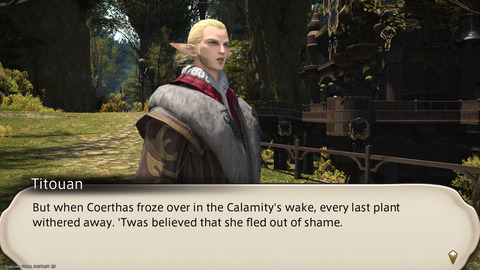 Titouan
But when Coerthas froze over in the Calamity's wake, every last plant
withered away. 'Twas believed that she fled out of shame.